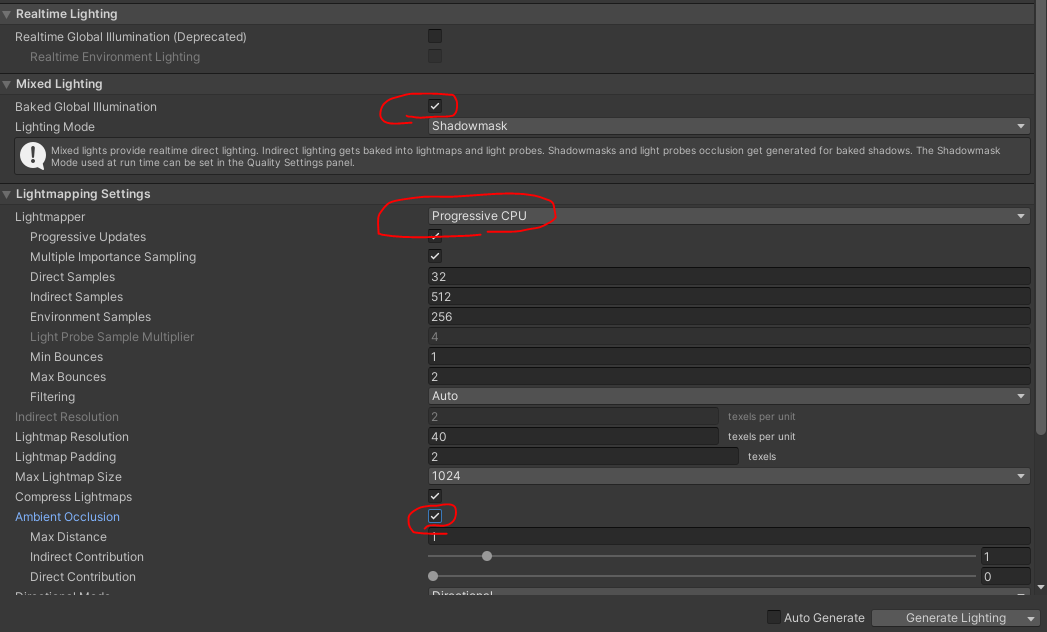 Realtime Lighting
Realtime Global Illumination (Deprecated)
Realtime Environment Lighting
Mixed Lighting
Baked Global Illumination
Lighting Mode Shadowmask
Mixed lights provide realtime direct lighting. Indirect lighting gets baked into lightmaps and light probes. Shadowmasks and light probes occlusion get generated for baked shadows. The Shadowmask
Mode used at run time can be set in the Quality Settings panel.
Lightmapping Settings
Lightmapper Progressive CPU
Progressive Updates
Multiple Importance Sampling
Direct Samples 32
Indirect Samples 512
Environment Samples 256
Light Probe Sample Multiplier 4
Min Bounces 1
Max Bounces 2
Filtering Auto
Indirect Resolution 2 texels per unit
Lightmap Resolution 40 texels per unit
Lightmap Padding 2 texels
Max Lightmap Size 1024
Compress Lightmaps
Ambient Occlusion
Max Distance 1
Indirect Contribution 1
Direct Contribution 0
Directional Mode Directional
Auto Generate Generate Lighting